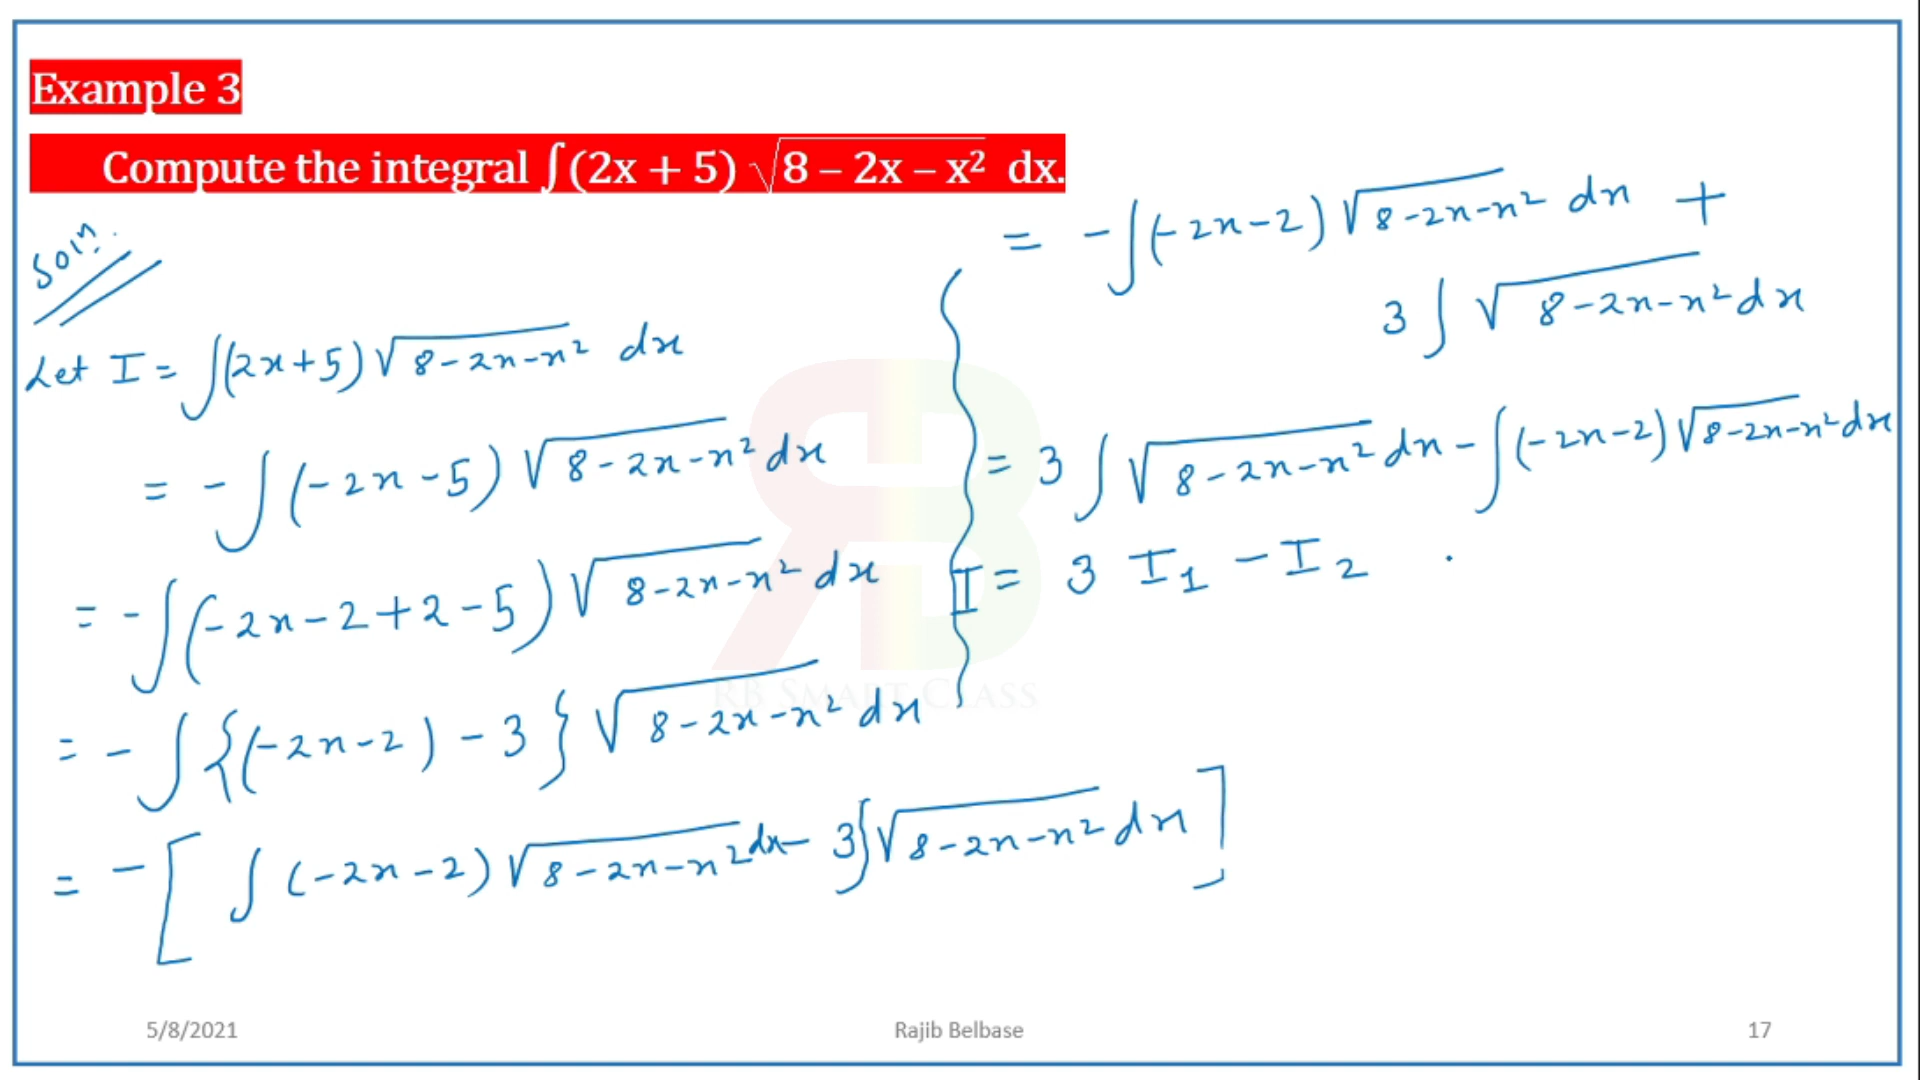 Example 3
Compute the integral ∫(2x + 5) √(8 – 2x – x²) dx.
Soln.
Let I = ∫(2x+5)√(8-2x-x²) dx
= -∫(-2x-5)√(8-2x-x²) dx
= -∫(-2x-2+2-5)√(8-2x-x²) dx
= -∫{(-2x-2)-3}√(8-2x-x²) dx
= -[∫(-2x-2)√(8-2x-x²) dx - 3∫√(8-2x-x²) dx]
= -∫(-2x-2)√(8-2x-x²) dx +
3∫√(8-2x-x²) dx
= 3∫√(8-2x-x²) dx - ∫(-2x-2)√(8-2x-x²) dx
I = 3 I₁ - I₂ .
RB SMART CLASS
5/8/2021
Rajib Belbase
17